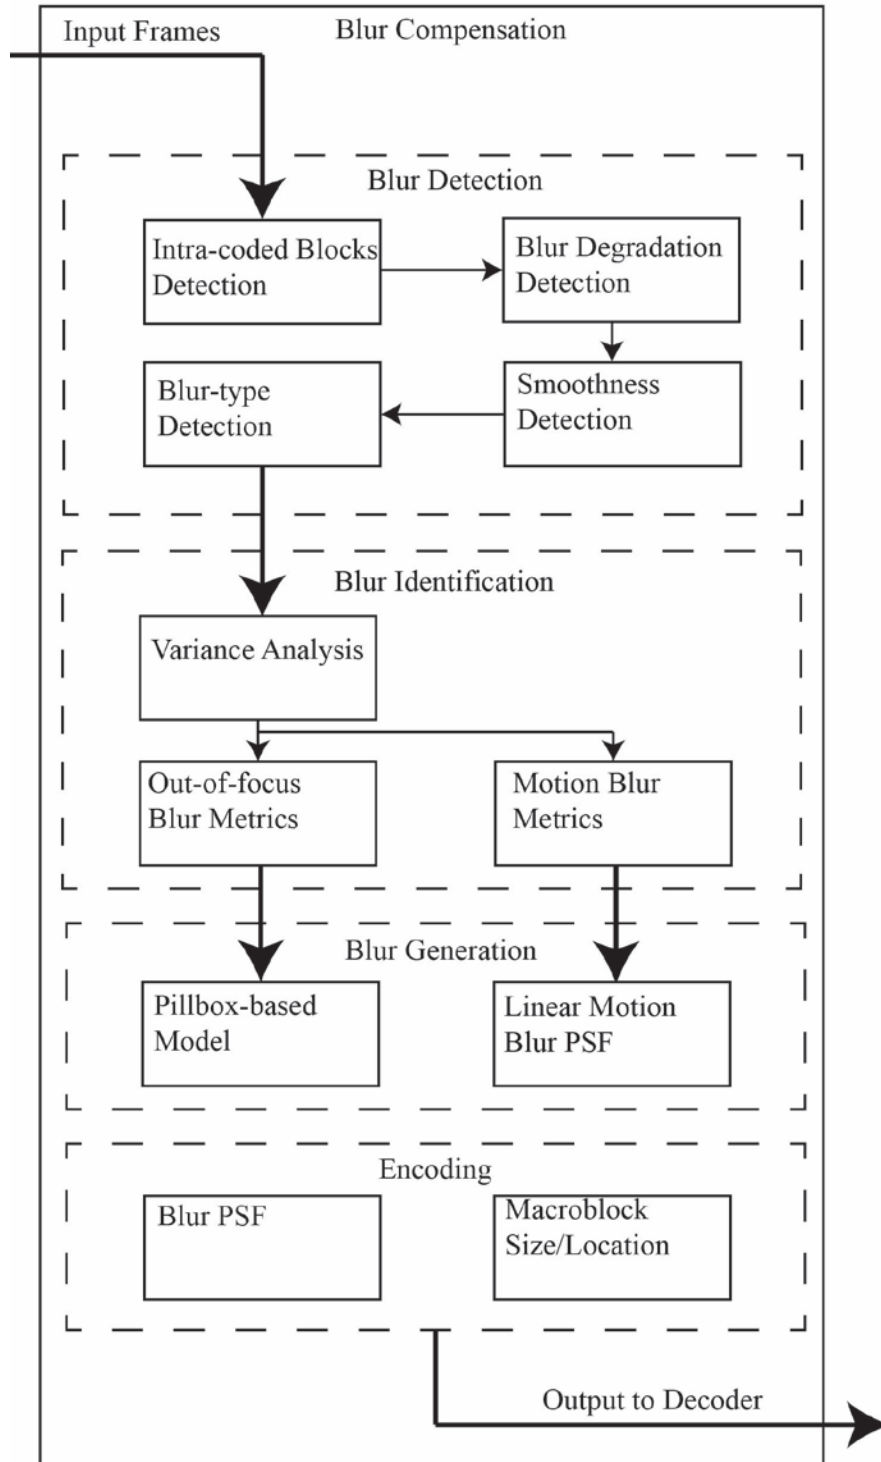 Input Frames
Blur Compensation
Blur Detection
Intra-coded Blocks
Detection
Blur Degradation
Detection
Blur-type
Detection
Smoothness
Detection
Blur Identification
Variance Analysis
Out-of-focus
Blur Metrics
Motion Blur
Metrics
Blur Generation
Pillbox-based
Model
Linear Motion
Blur PSF
Encoding
Blur PSF
Macroblock
Size/Location
Output to Decoder